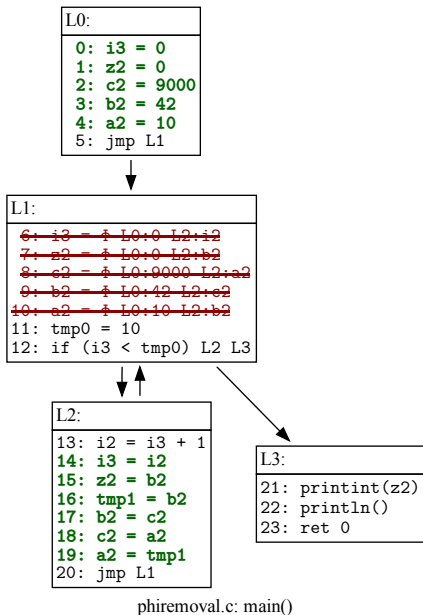 L0:
0: i3 = 0
1: z2 = 0
2: c2 = 9000
3: b2 = 42
4: a2 = 10
5: jmp L1
L1:
6: i3 = Φ L0:0 L2:i2
7: z2 = Φ L0:0 L2:b2
8: c2 = Φ L0:9000 L2:a2
9: b2 = Φ L0:42 L2:c2
10: a2 = Φ L0:10 L2:b2
11: tmp0 = 10
12: if (i3 < tmp0) L2 L3
L2:
13: i2 = i3 + 1
14: i3 = i2
15: z2 = b2
16: tmp1 = b2
17: b2 = c2
18: c2 = a2
19: a2 = tmp1
20: jmp L1
L3:
21: printint(z2)
22: println()
23: ret 0
phiremoval.c: main()